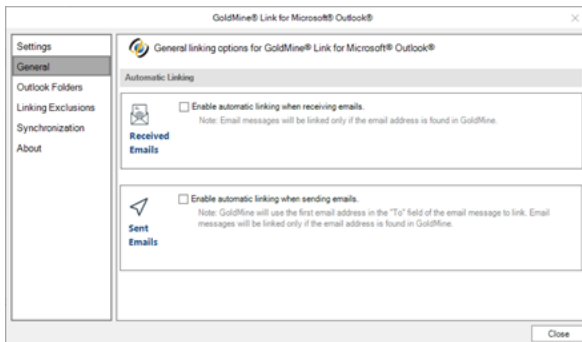 GoldMine® Link for Microsoft® Outlook®
Settings
General
Outlook Folders
Linking Exclusions
Synchronization
About
General linking options for GoldMine® Link for Microsoft® Outlook®
Automatic Linking
Enable automatic linking when receiving emails.
Note: Email messages will be linked only if the email address is found in GoldMine.
Received
Emails
Enable automatic linking when sending emails.
Note: GoldMine will use the first email address in the "To" field of the email message to link. Email
messages will be linked only if the email address is found in GoldMine.
Sent
Emails
Close